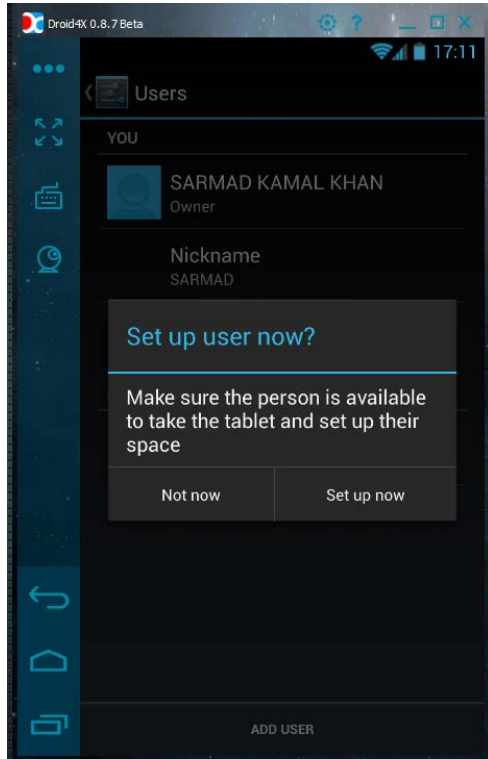 Droid4X 0.8.7 Beta
17:11
Users
YOU
SARMAD KAMAL KHAN
Owner
Nickname
SARMAD
Set up user now?
Make sure the person is available
to take the tablet and set up their
space
Not now Set up now
ADD USER